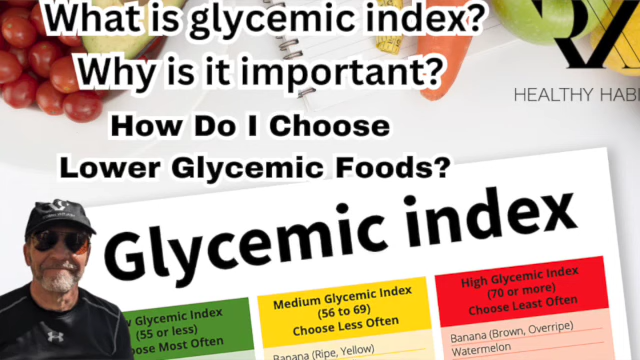 What is glycemic index?
Why is it important?
How Do I Choose
Lower Glycemic Foods?
HEALTHY HABI
Glycemic index
Glycemic Index
(55 or less)
ose Most Often
Medium Glycemic Index
(56 to 69)
Choose Less Often
Banana (Ripe, Yellow)
High Glycemic Index
(70 or more)
Choose Least Often
Banana (Brown, Overripe)
Watermelon